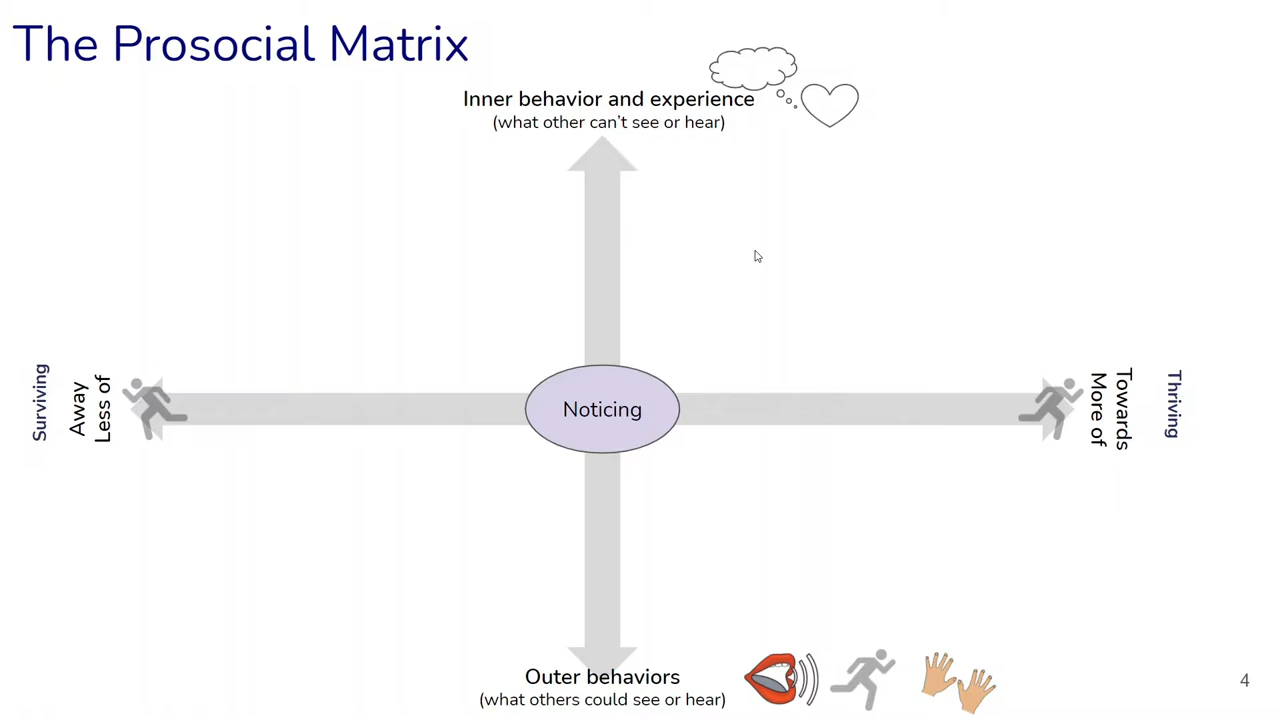 The Prosocial Matrix
Inner behavior and experience
(what other can't see or hear)
Surviving
Away
Less of
Noticing
Towards
More of
Thriving
Outer behaviors
(what others could see or hear)
4